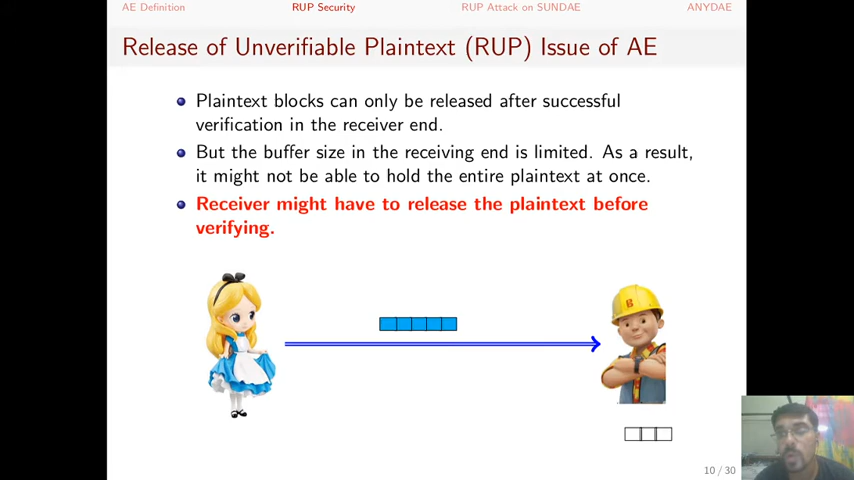 AE Definition RUP Security RUP Attack on SUNDAE ANYDAE
Release of Unverifiable Plaintext (RUP) Issue of AE
Plaintext blocks can only be released after successful
verification in the receiver end.
But the buffer size in the receiving end is limited. As a result,
it might not be able to hold the entire plaintext at once.
Receiver might have to release the plaintext before
verifying.
B
10 / 30